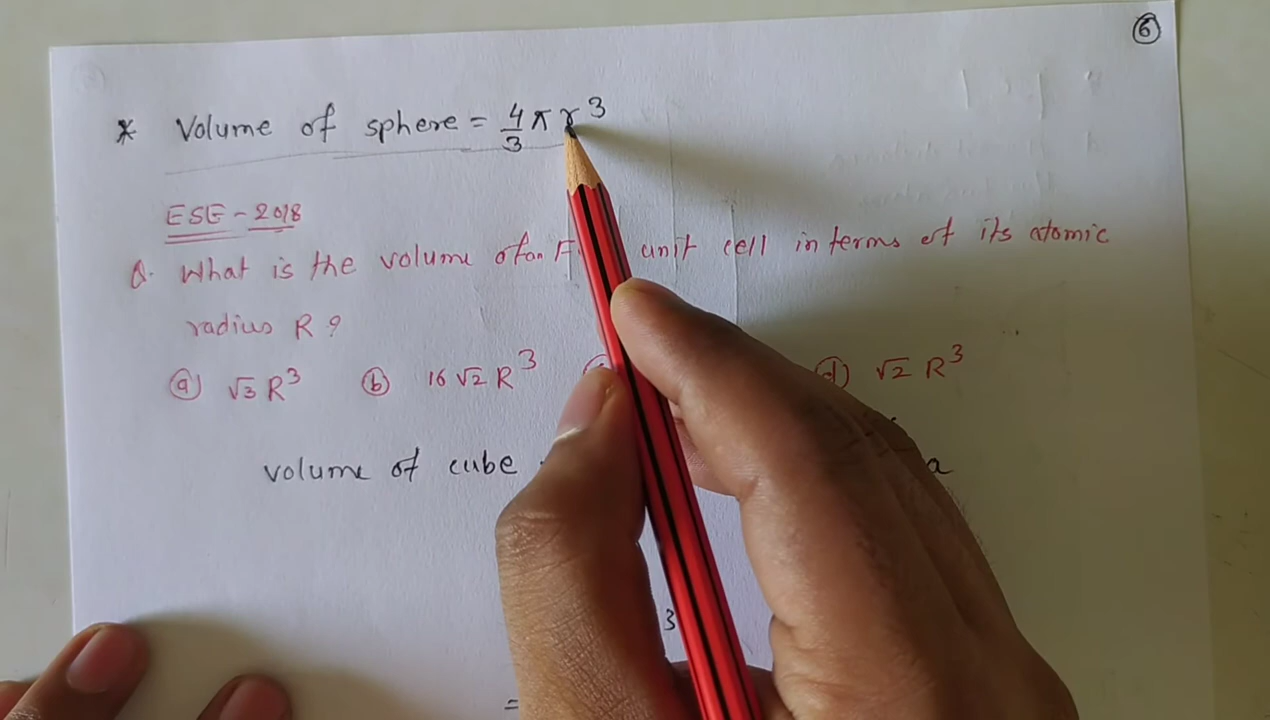 6
* Volume of sphere = 4/3 π r³
ESE - 2018
Q. What is the volume of an unit cell in terms of its atomic
radius R ?
(a) √3 R³ (b) 16 √2 R³ (d) √2 R³
volume of cube a
3
=